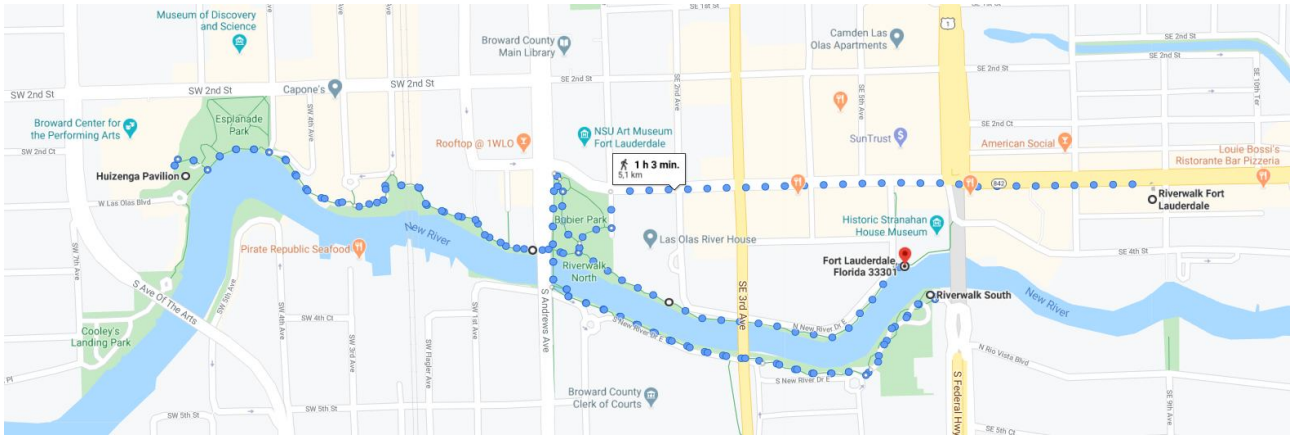 Museum of Discovery
and Science
SW 2nd St
SW 2nd St
Capone's
SW 4th Ave
Esplanade
Park
Broward Center for
the Performing Arts
SW 2nd Ct
Huizenga Pavilion
W Las Olas Blvd
SW 7th Ave
S Ave Of The Arts
SW 5th Ave
Cooley's
Landing Park
SW 4th Ave
SW 4th Ct
SW 3rd Ave
SW Flagler Ave
SW 1st Ave
SW 5th St
SW 5th St
Pl
Pirate Republic Seafood
New River
Broward County
Main Library
SE 1st St
SE 2nd St
SE 2nd Ave
NSU Art Museum
Fort Lauderdale
Rooftop @ 1WLO
1 h 3 min.
5,1 km
Bubier Park
Riverwalk
North
Las Olas River House
S Andrews Ave
S New River Dr E
Broward County
Clerk of Courts
SE 3rd Ave
N New River Dr E
S New River Dr E
Camden Las
Olas Apartments
1
SE 2nd St
SE 2nd Ct
SE 5th Ave
SunTrust
American Social
SE 10th Ter
Louie Bossi's
Ristorante Bar Pizzeria
842
Riverwalk Fort
Lauderdale
Historic Stranahan
House Museum
SE 4th St
Fort Lauderdale,
Florida 33301
Riverwalk South
New River
N Rio Vista Blvd
S Federal Hwy
SE 9th Ave
SE 5th Ct